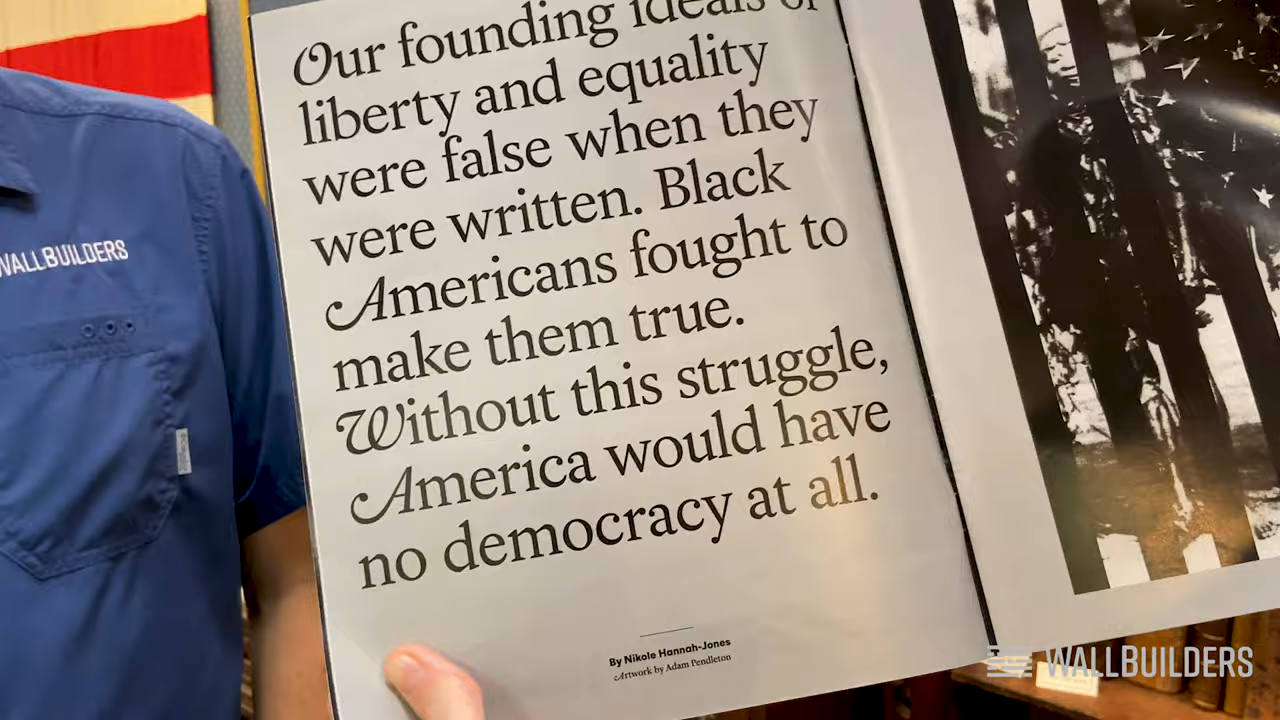 Our founding ideals of
liberty and equality
were false when they
were written. Black
Americans fought to
make them true.
Without this struggle,
America would have
no democracy at all.
By Nikole Hannah-Jones
Artwork by Adam Pendleton
WALLBUILDERS
WALLBUILDERS